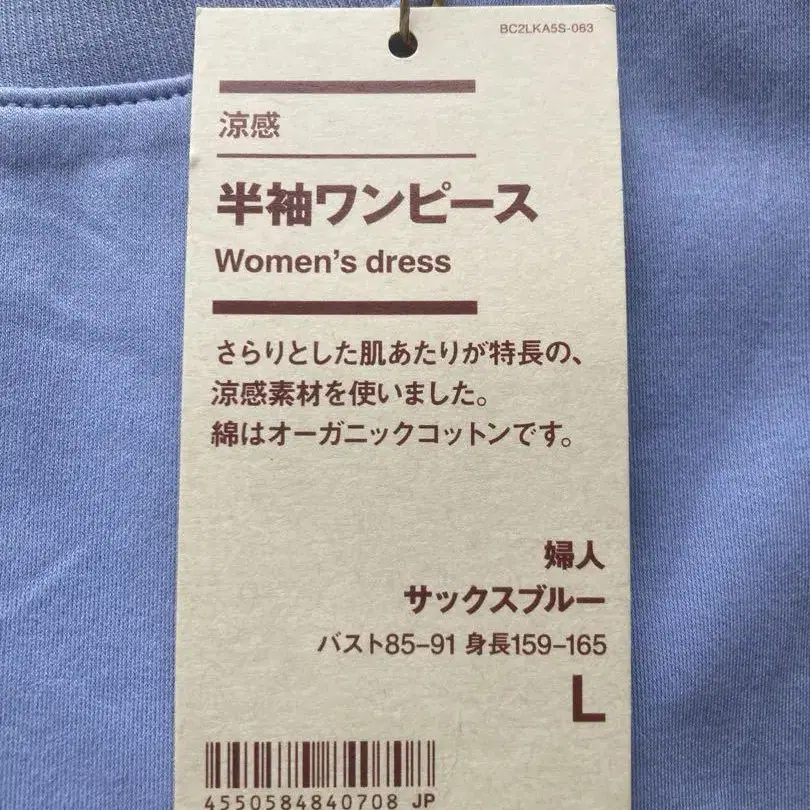 BC2LKA5S-063
涼感
半袖ワンピース
Women's dress
さらりとした肌あたりが特長の、
涼感素材を使いました。
綿はオーガニックコットンです。
婦人
サックスブルー
バスト85–91 身長159–165
L
4550584840708 JP